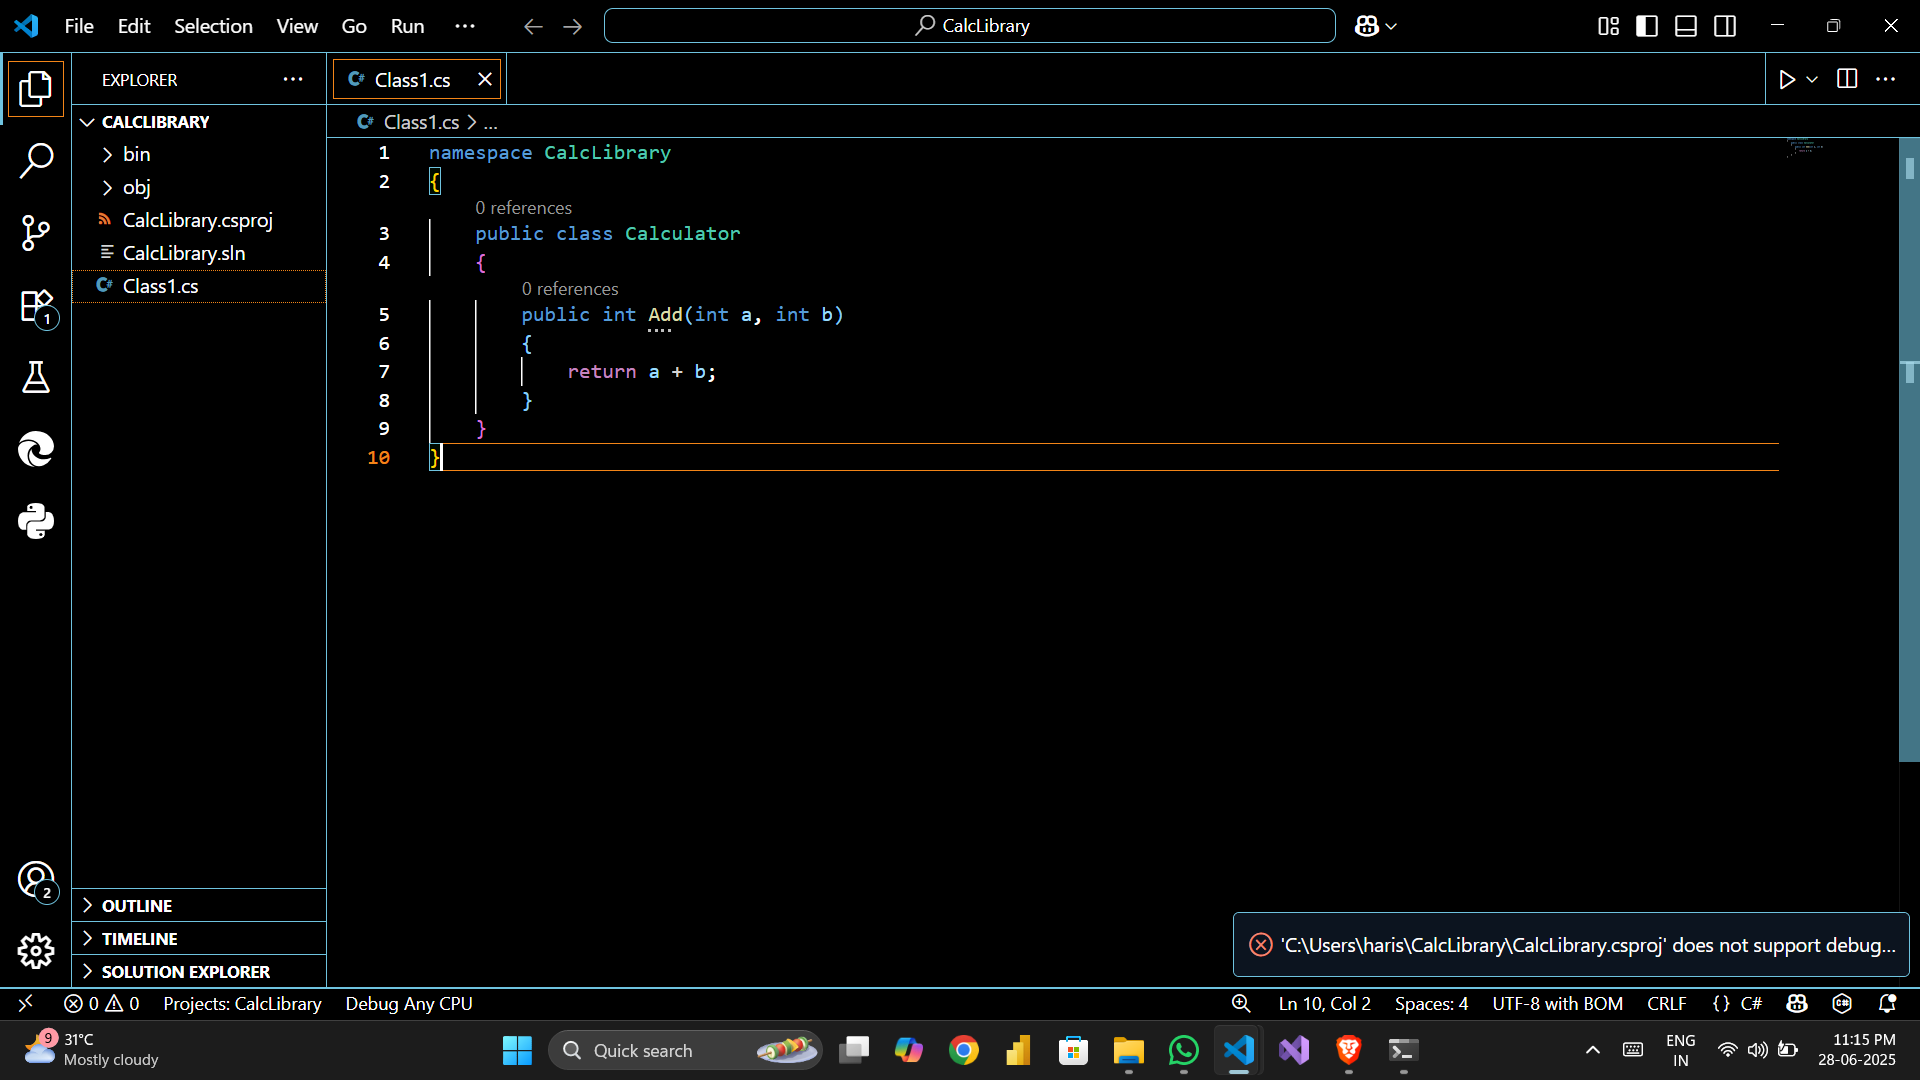 File Edit Selection View Go Run ··· CalcLibrary
EXPLORER ···
CALCLIBRARY
bin
obj
CalcLibrary.csproj
CalcLibrary.sln
C# Class1.cs
OUTLINE
TIMELINE
SOLUTION EXPLORER
C# Class1.cs
C# Class1.cs > ...
1 namespace CalcLibrary
2 {
0 references
3 public class Calculator
4 {
0 references
5 public int Add(int a, int b)
6 {
7 return a + b;
8 }
9 }
10 }
1
2
'C:\Users\haris\CalcLibrary\CalcLibrary.csproj' does not support debug...
0 0 Projects: CalcLibrary Debug Any CPU Ln 10, Col 2 Spaces: 4 UTF-8 with BOM CRLF {} C#
9 31°C
Mostly cloudy
Quick search
ENG
IN
11:15 PM
28-06-2025